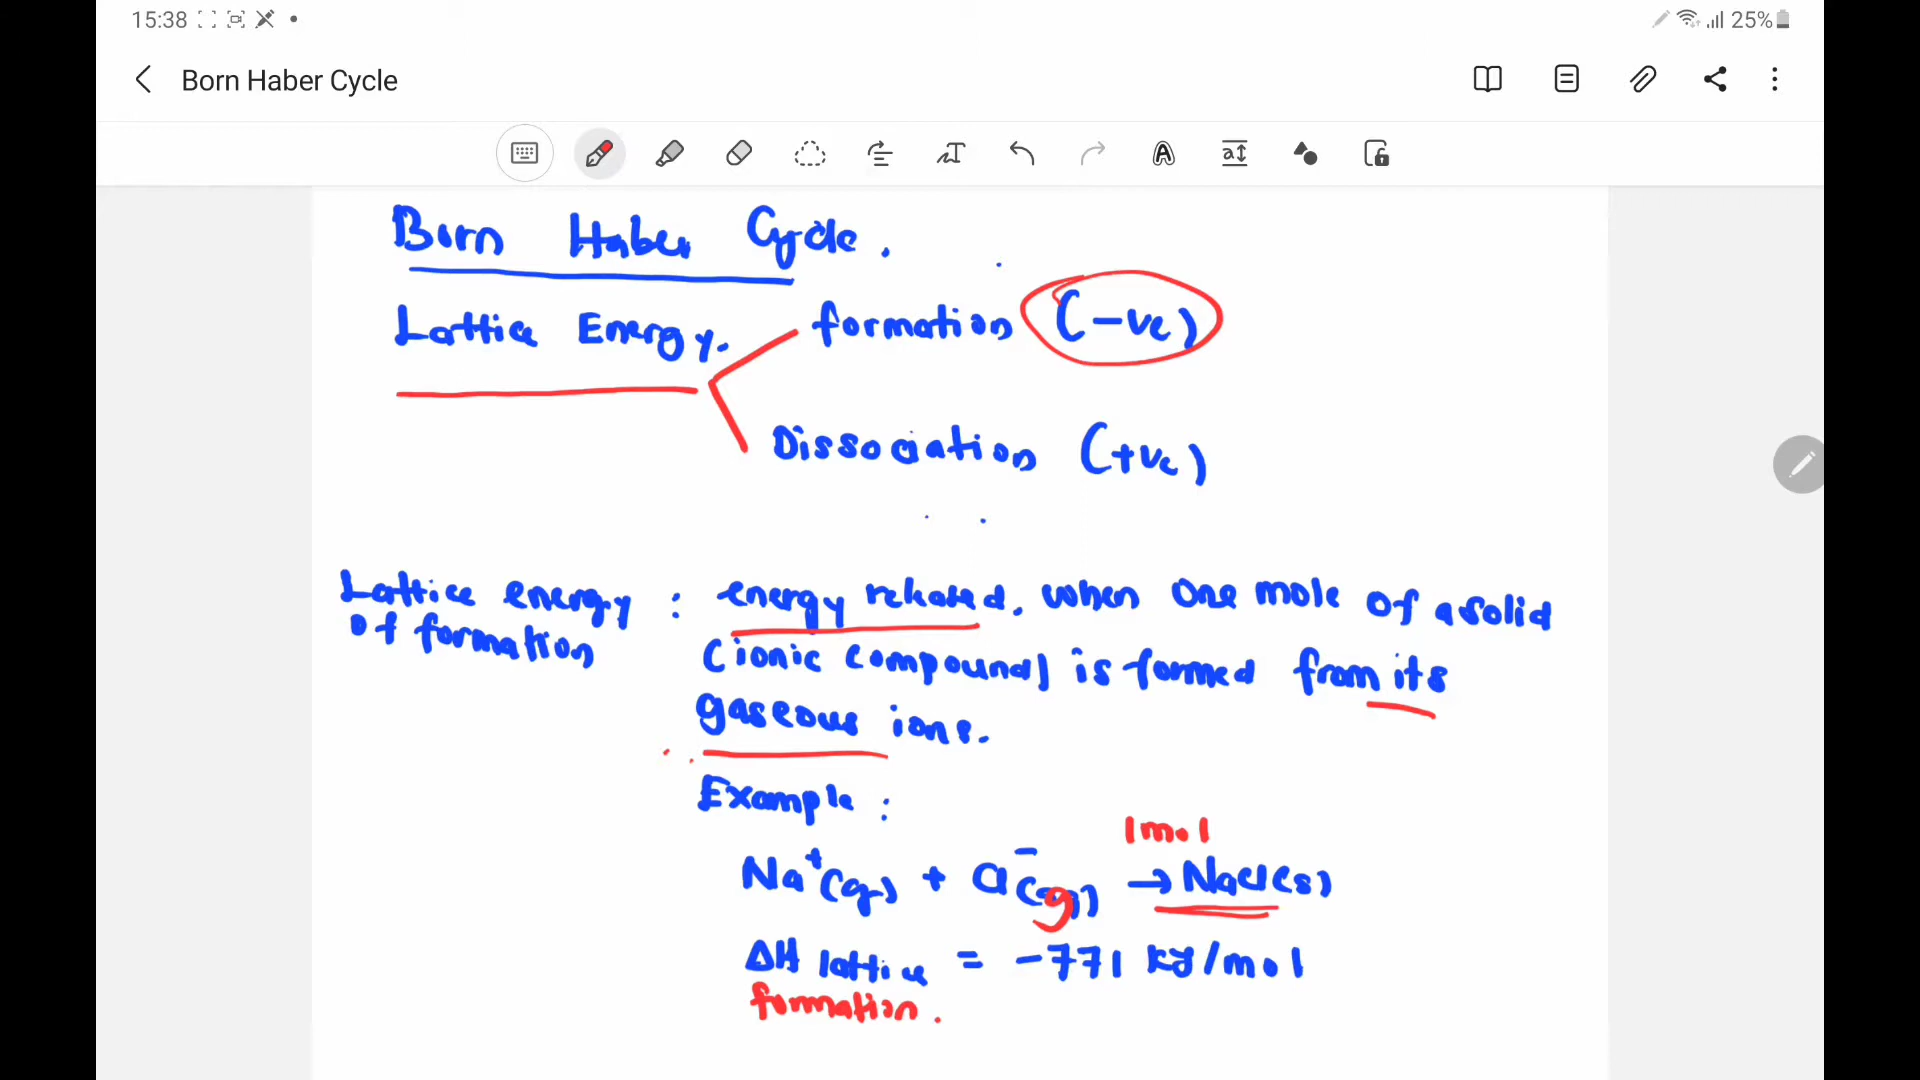 15:38
25%
Born Haber Cycle
Born Haber Cycle.
Lattice Energy.
formation (-ve)
Dissociation (+ve)
Lattice energy of formation :
energy released. when one mole of a solid
(ionic compound) is formed from its
gaseous ions.
Example :
1mol
Na⁺(g) + Cl⁻(g) → NaCl(s)
ΔH lattice = -771 kJ/mol
formation.